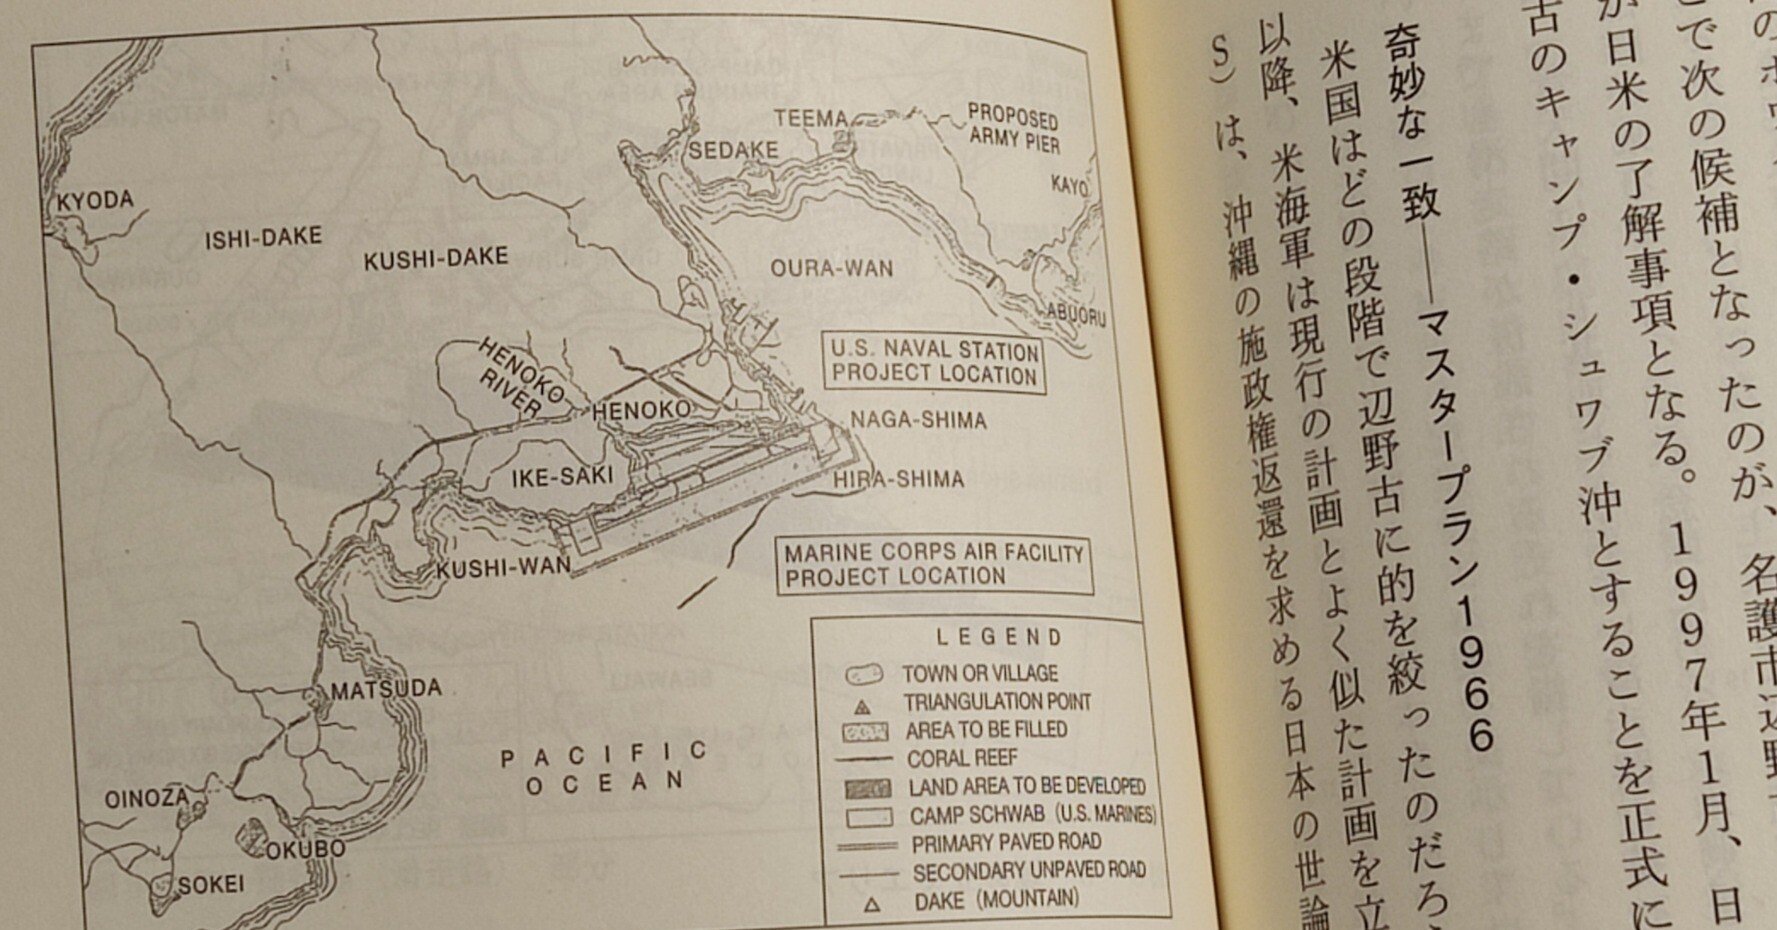 TEEMA
PROPOSED
ARMY PIER
SEDAKE
KAYO
KYODA
ISHI-DAKE
KUSHI-DAKE
OURA-WAN
ABUORU
U.S. NAVAL STATION
PROJECT LOCATION
HENOKO
RIVER
HENOKO
NAGA-SHIMA
IKE-SAKI
HIRA-SHIMA
KUSHI-WAN
MARINE CORPS AIR FACILITY
PROJECT LOCATION
MATSUDA
PACIFIC
OCEAN
OINOZA
OKUBO
SOKEI
LEGEND
TOWN OR VILLAGE
TRIANGULATION POINT
AREA TO BE FILLED
CORAL REEF
LAND AREA TO BE DEVELOPED
CAMP SCHWAB (U.S. MARINES)
PRIMARY PAVED ROAD
SECONDARY UNPAVED ROAD
DAKE (MOUNTAIN)
で次の候補となったのが、名護市辺野
が日米の了解事項となる。1997年1月、日
古のキャンプ・シュワブ沖とすることを正式に
奇妙な一致――マスタープラン1966
米国はどの段階で辺野古に的を絞ったのだろ
以降、米海軍は現行の計画とよく似た計画を立
S）は、沖縄の施政権返還を求める日本の世論